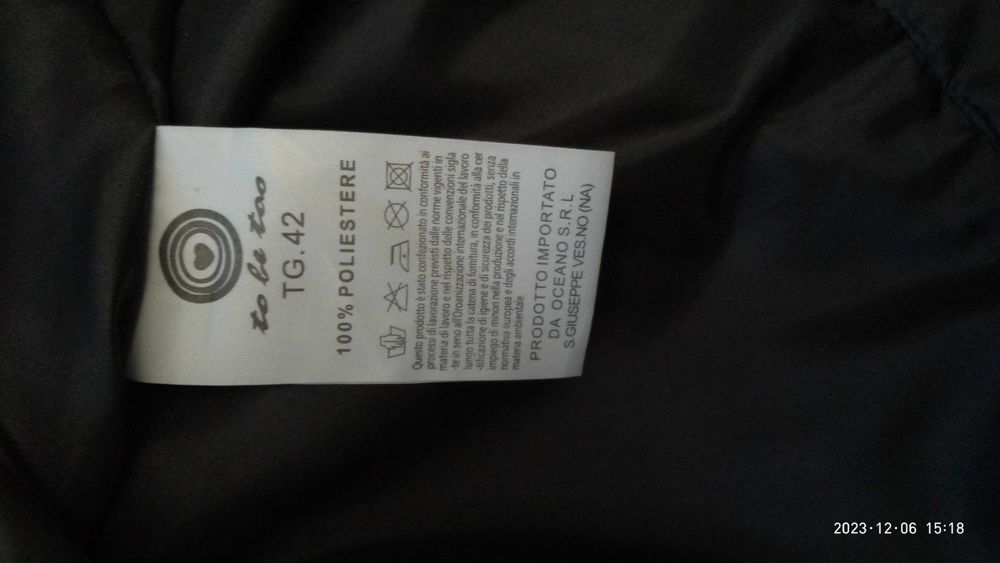 to be too
TG.42
100% POLIESTERE
Questo prodotto è stato confezionato in conformità ai
processi di lavorazione previsti dalle norme vigenti in
materia di lavoro e nel rispetto delle convenzioni sigla
-te in seno all'Oroanizzazione intemazionale del lavoro
lungo tutta la catena di fornitura, in conformità alla cer
-tificazione di igiene e di sicurezza dei prodotti, senza
impiego di minori nella produzione e nel rispetto della
normativa europea e degli accordi intemazionali in
materia ambientale.
PRODOTTO IMPORTATO
DA OCEANO S.R.L
S.GIUSEPPE VES.NO (NA)
2023·12·06 15:18